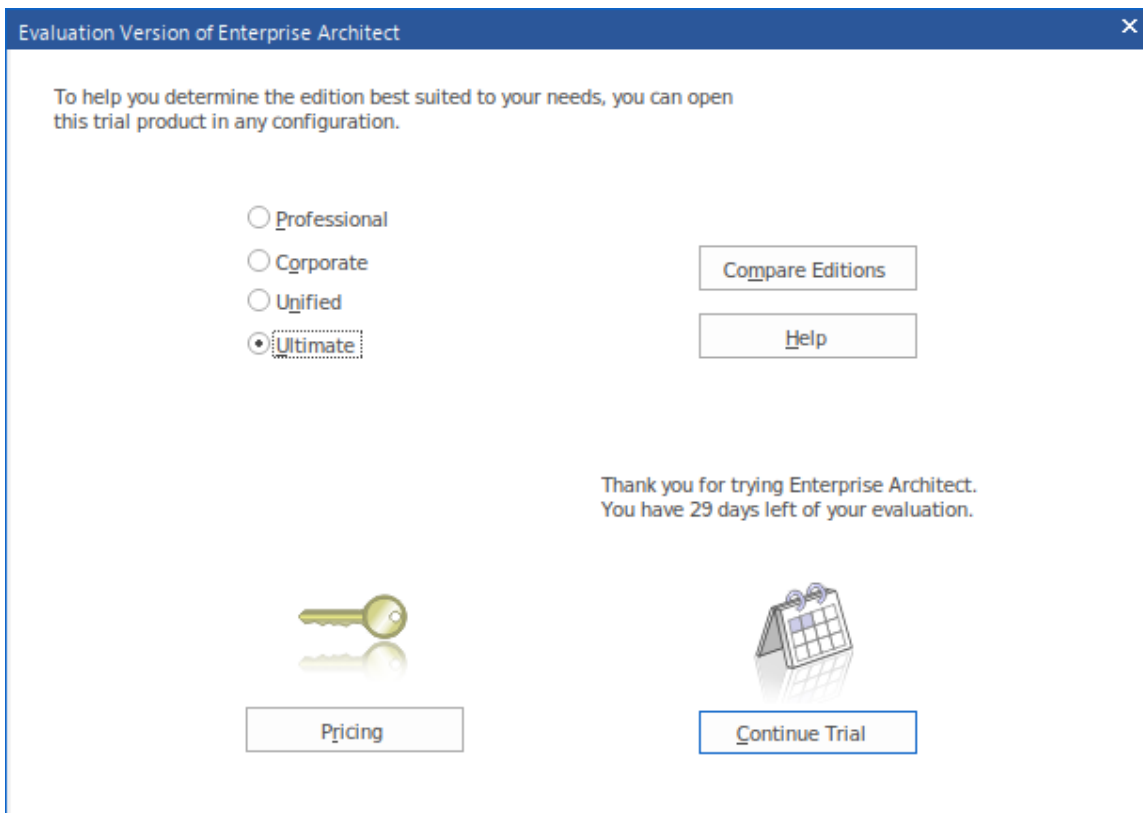 Evaluation Version of Enterprise Architect
To help you determine the edition best suited to your needs, you can open
this trial product in any configuration.
Professional
Corporate
Unified
Ultimate
Compare Editions
Help
Thank you for trying Enterprise Architect.
You have 29 days left of your evaluation.
Pricing
Continue Trial